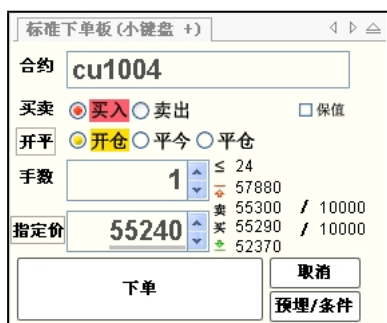 标准下单板(小键盘 +)
合约 cu1004
买卖 买入 卖出 保值
开平 开仓 平今 平仓
手数 1 ≤ 24
57880
卖 55300 / 10000
指定价 55240 买 55290 / 10000
52370
下单 取消
预埋/条件